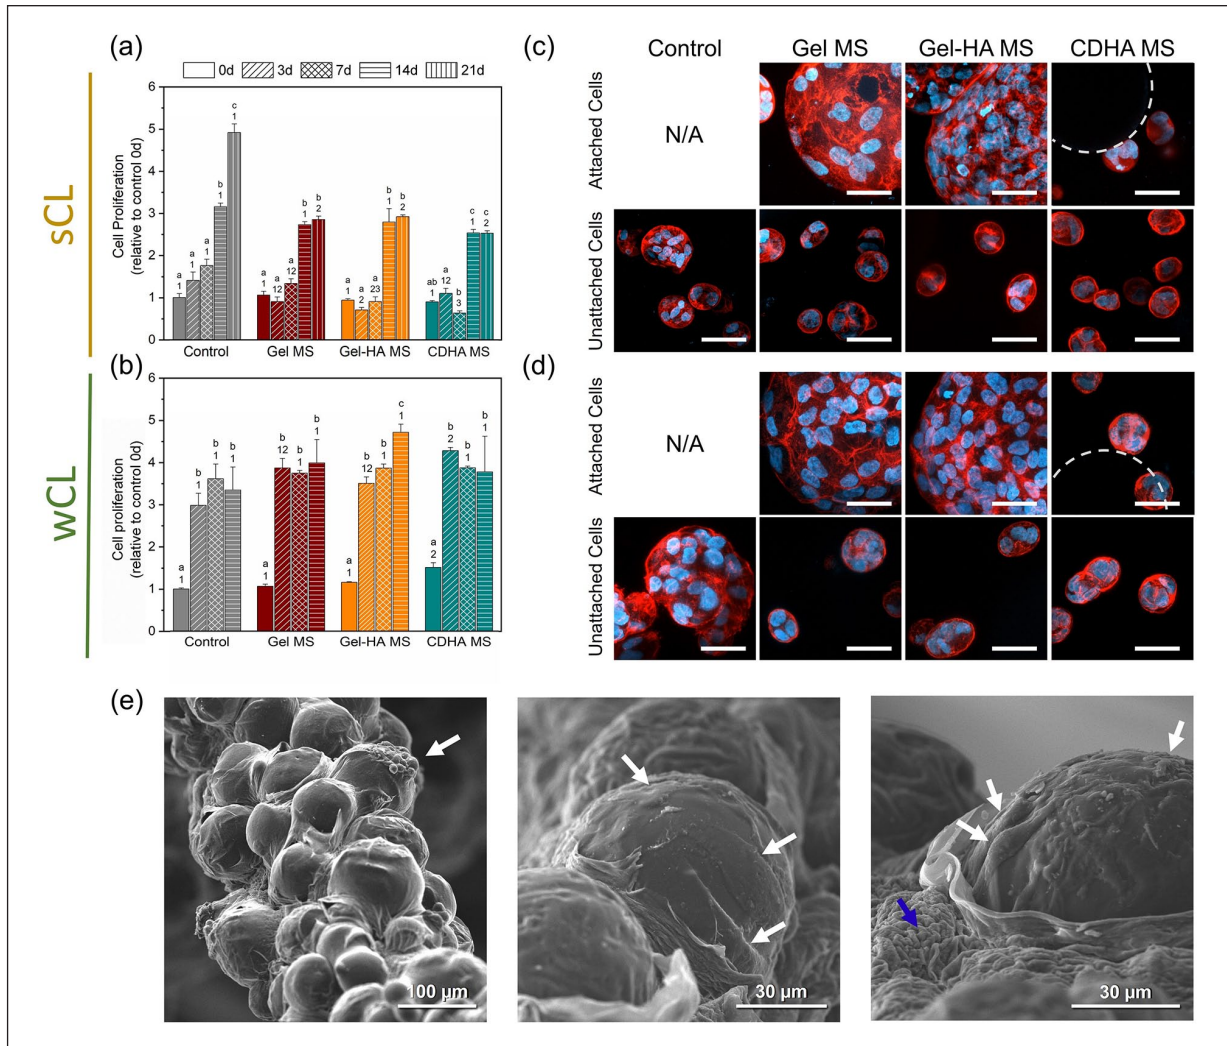 (a)
0d 3d 7d 14d 21d
sCL
Cell Proliferation
(relative to control 0d)
6
5
4
3
2
1
0
a 1 a 1 a 1 b 1 c 1
a 1 a 12 a 12 b 1 b 2
a 1 a 2 a 23 b 1 b 2
ab 1 a 12 b 3 c 1 c 2
Control Gel MS Gel-HA MS CDHA MS
(b)
wCL
Cell proliferation
(relative to control 0d)
6
5
4
3
2
1
0
a 1 b 1 b 1 b 1
a 1 b 12 b 1 b 1
a 1 b 12 b 1 c 1
a 2 b 2 b 1 b 1
Control Gel MS Gel-HA MS CDHA MS
(c)
Control Gel MS Gel-HA MS CDHA MS
Attached Cells
N/A
Unattached Cells
(d)
Attached Cells
N/A
Unattached Cells
(e)
100 µm
30 µm
30 µm